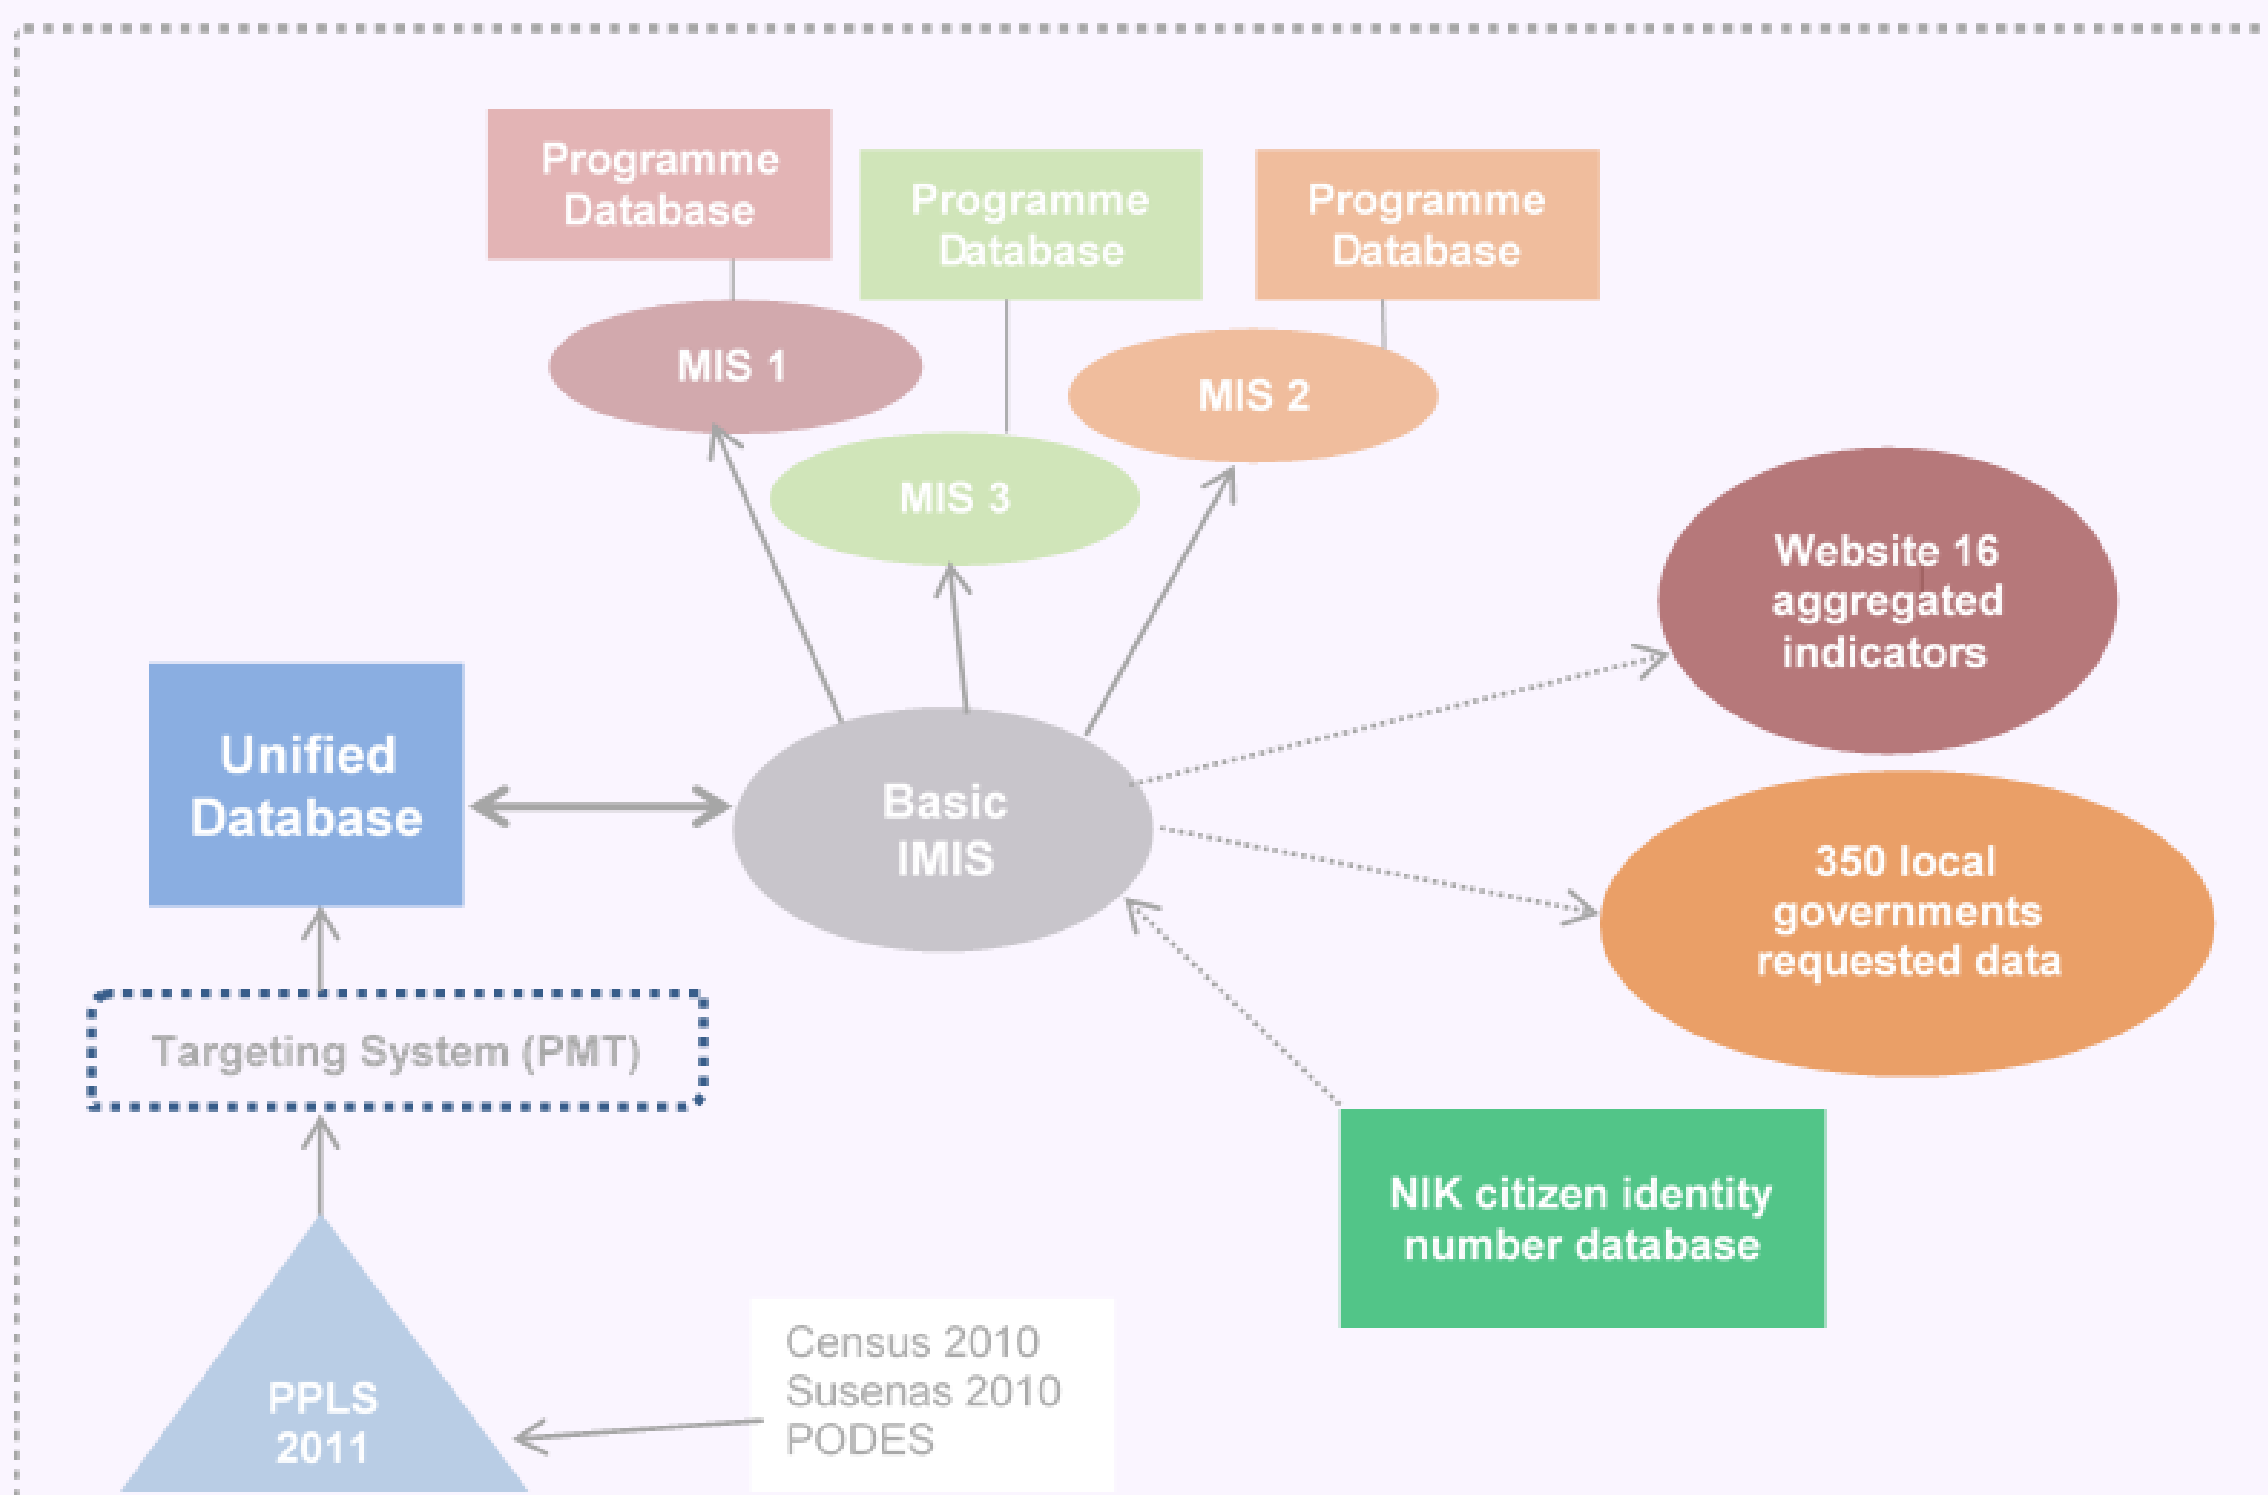 Programme
Database
Programme
Database
Programme
Database
MIS 1
MIS 2
MIS 3
Website 16
aggregated
indicators
Unified
Database
Basic
IMIS
350 local
governments
requested data
Targeting System (PMT)
NIK citizen identity
number database
Census 2010
Susenas 2010
PODES
PPLS
2011